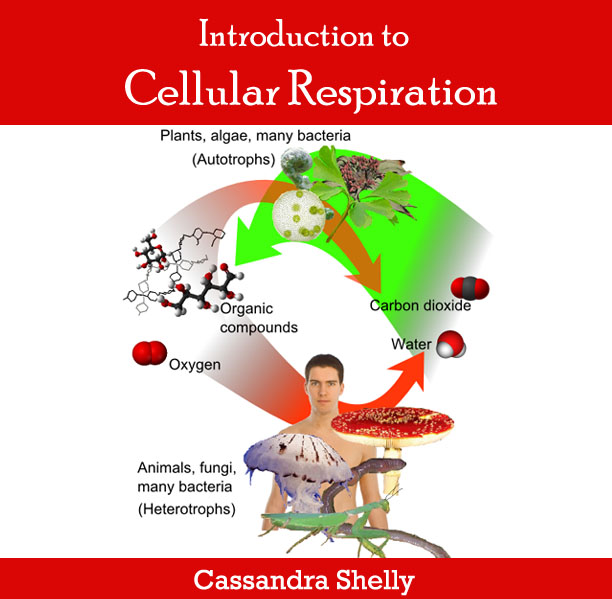 Introduction to
Cellular Respiration
Plants, algae, many bacteria
(Autotrophs)
Organic
compounds
Carbon dioxide
Water
Oxygen
Animals, fungi,
many bacteria
(Heterotrophs)
Cassandra Shelly